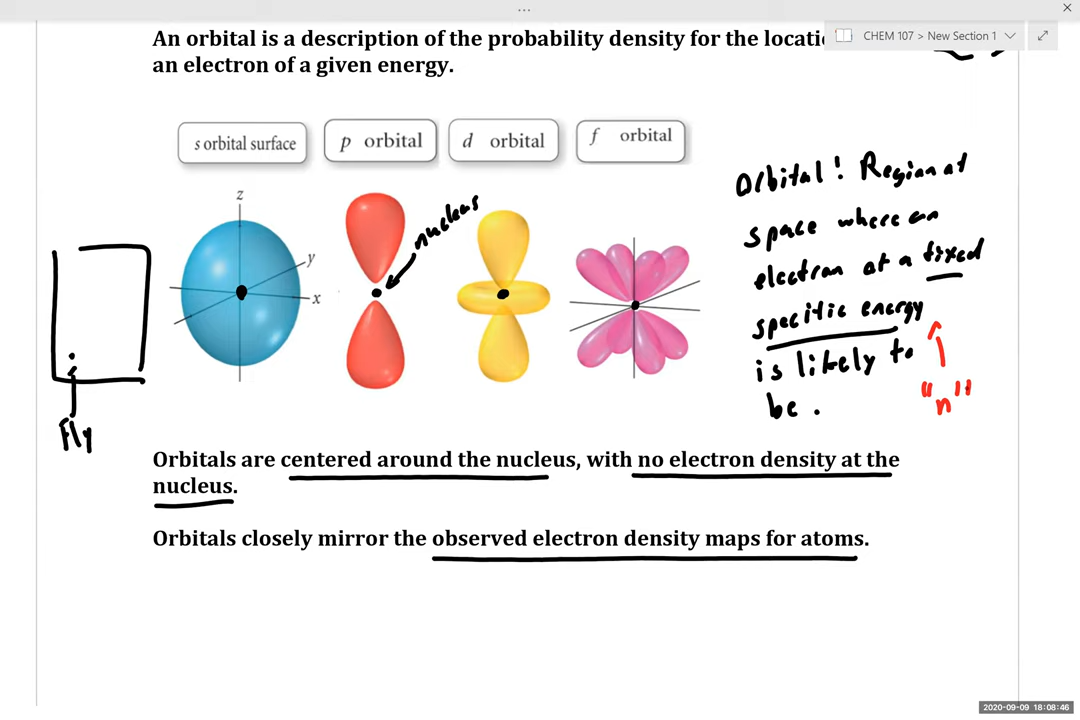 An orbital is a description of the probability density for the locati
CHEM 107 > New Section 1
an electron of a given energy.
s orbital surface
p orbital
d orbital
f orbital
z
y
x
nucleus
Orbital! Region at
space where an
electron at a fixed
specific energy
is likely to
be.
"n"
Fly
Orbitals are centered around the nucleus, with no electron density at the
nucleus.
Orbitals closely mirror the observed electron density maps for atoms.
2020-09-09 18:08:46